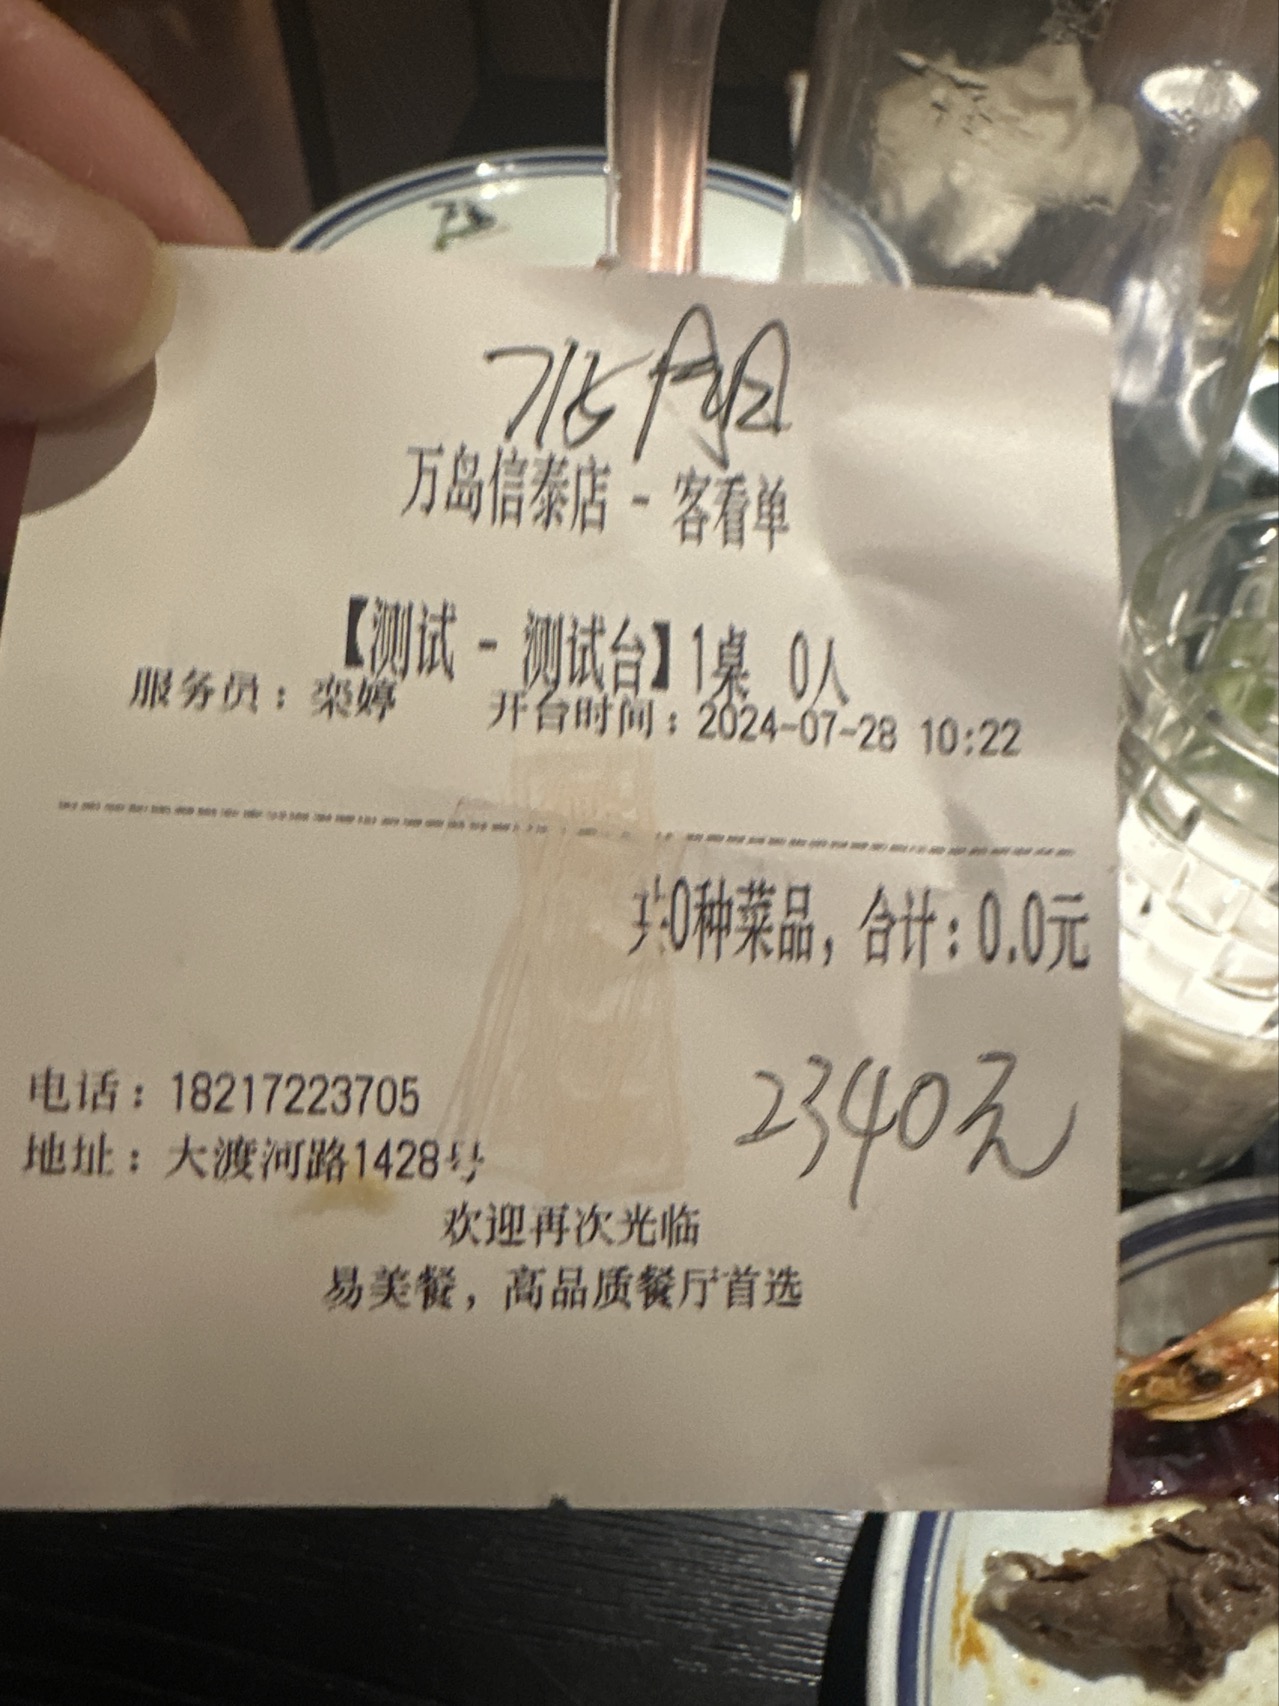 万岛信泰店 - 客看单
【测试 - 测试台】1桌 0人
服务员：栾婷 开台时间：2024-07-28 10:22
共0种菜品，合计：0.0元
2340元
电话：18217223705
地址：大渡河路1428号
欢迎再次光临
易美餐，高品质餐厅首选